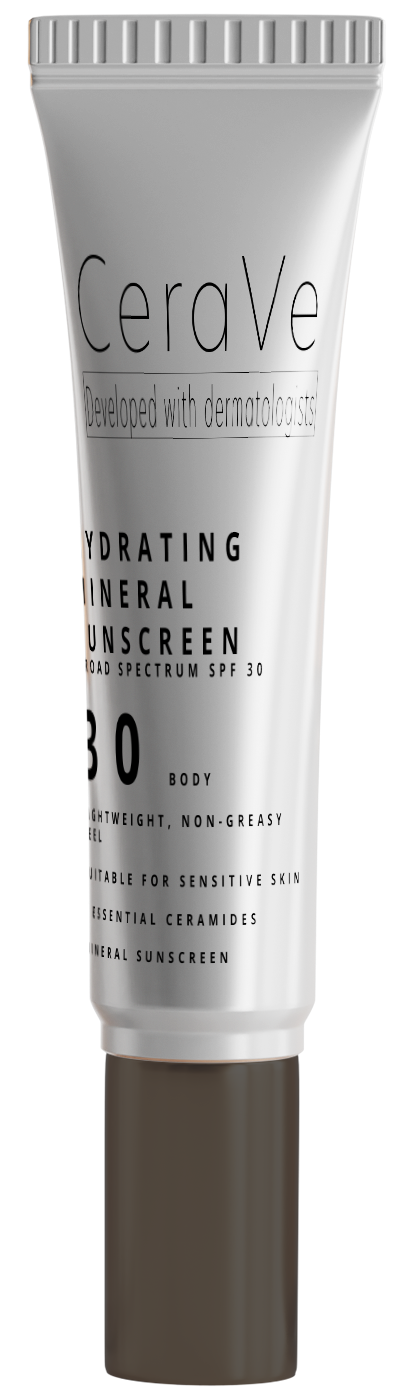 CeraVe
Developed with dermatologists
YDRATING
INERAL
UNSCREEN
ROAD SPECTRUM SPF 30
30
BODY
GHTWEIGHT, NON-GREASY
EEL
UITABLE FOR SENSITIVE SKIN
ESSENTIAL CERAMIDES
INERAL SUNSCREEN